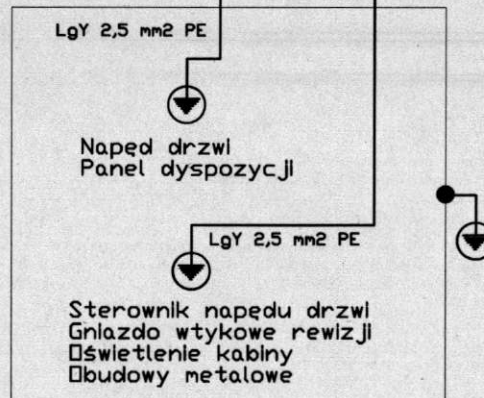 LgY 2,5 mm2 PE
Napęd drzwi
Panel dyspozycji
LgY 2,5 mm2 PE
Sterownik napędu drzwi
Gniazdo wtykowe rewizji
Oświetlenie kabiny
Obudowy metalowe